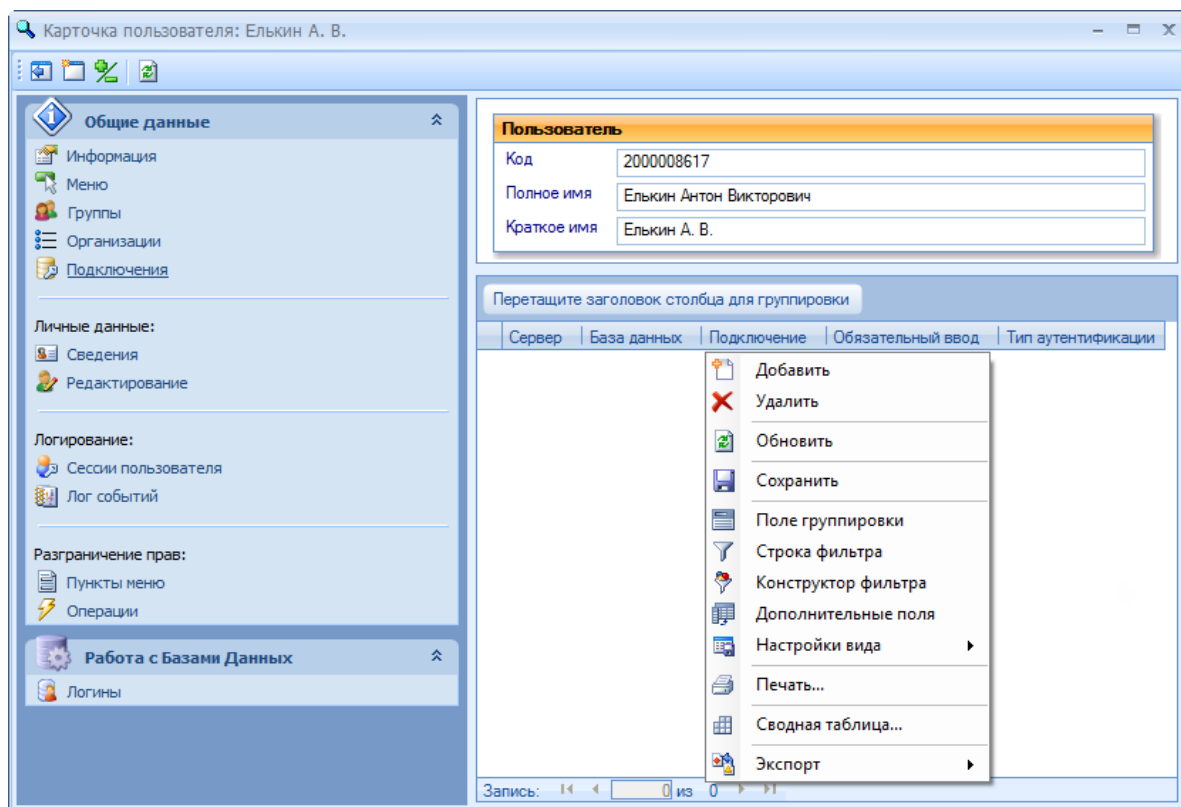 Карточка пользователя: Елькин А. В.
Общие данные
Информация
Меню
Группы
Организации
Подключения
Личные данные:
Сведения
Редактирование
Логирование:
Сессии пользователя
Лог событий
Разграничение прав:
Пункты меню
Операции
Работа с Базами Данных
Логины
Пользователь
Код 2000008617
Полное имя Елькин Антон Викторович
Краткое имя Елькин А. В.
Перетащите заголовок столбца для группировки
Сервер База данных Подключение Обязательный ввод Тип аутентификации
Добавить
Удалить
Обновить
Сохранить
Поле группировки
Строка фильтра
Конструктор фильтра
Дополнительные поля
Настройки вида
Печать...
Сводная таблица...
Экспорт
Запись: 0 из 0